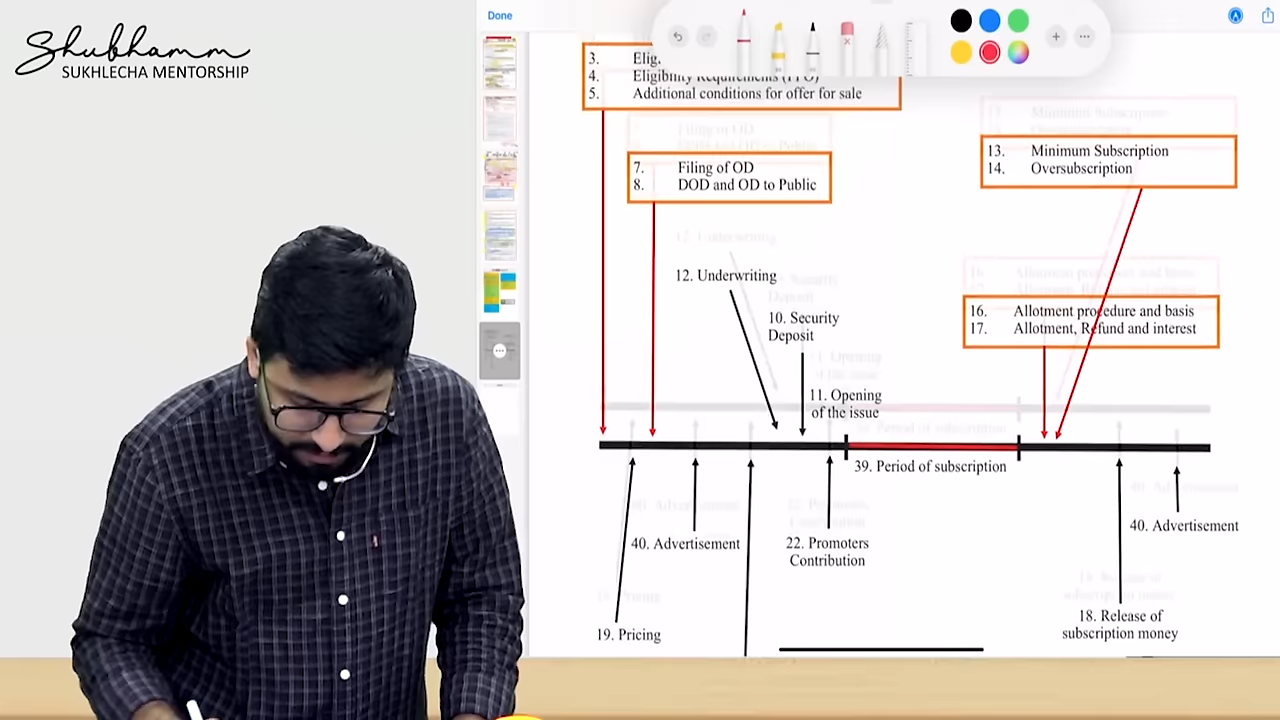 Shubhamm
SUKHLECHA MENTORSHIP
Done
3. Elig.
4. Eligibility Requirements (FPO)
5. Additional conditions for offer for sale
7. Filing of OD
8. DOD and OD to Public
13. Minimum Subscription
14. Oversubscription
12. Underwriting
10. Security
Deposit
16. Allotment procedure and basis
17. Allotment, Refund and interest
11. Opening
of the issue
39. Period of subscription
40. Advertisement
22. Promoters
Contribution
40. Advertisement
19. Pricing
18. Release of
subscription money